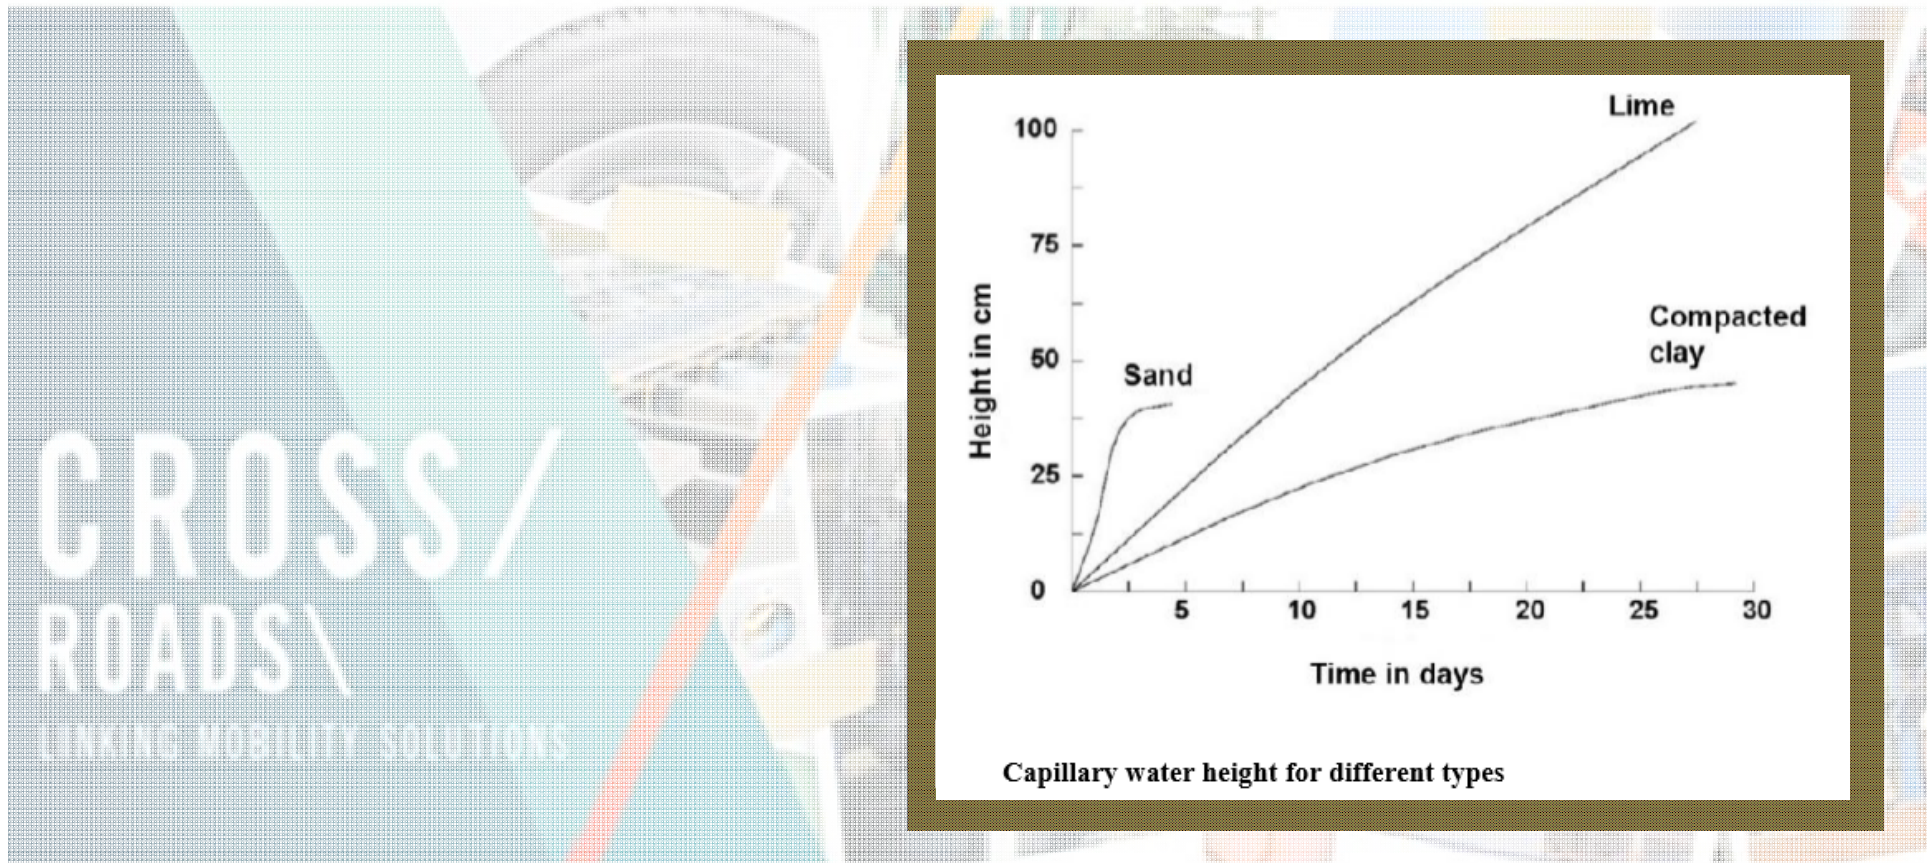 CROSS/
ROADS\
LINKING MOBILITY SOLUTIONS
Lime
100
75
Height in cm
Compacted
clay
50
Sand
25
0
5 10 15 20 25 30
Time in days
Capillary water height for different types